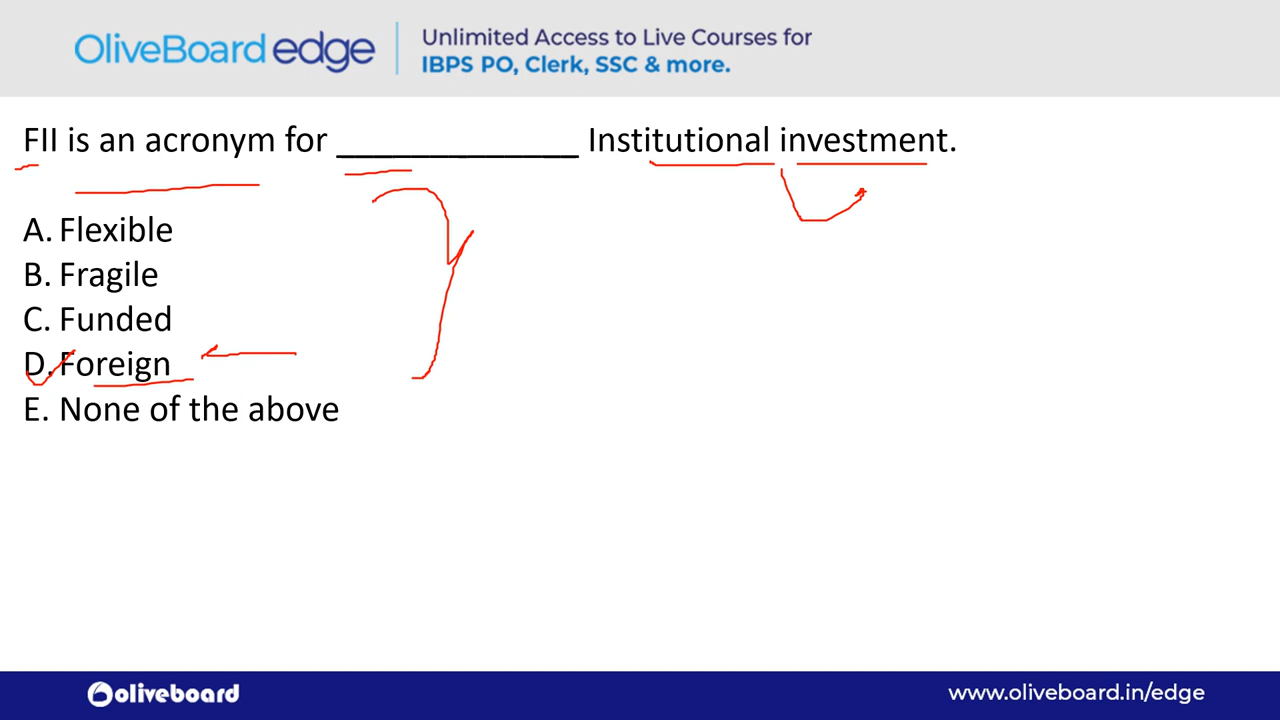 OliveBoard edge
Unlimited Access to Live Courses for
IBPS PO, Clerk, SSC & more.
FII is an acronym for _____________ Institutional investment.
A. Flexible
B. Fragile
C. Funded
D. Foreign
E. None of the above
oliveboard
www.oliveboard.in/edge